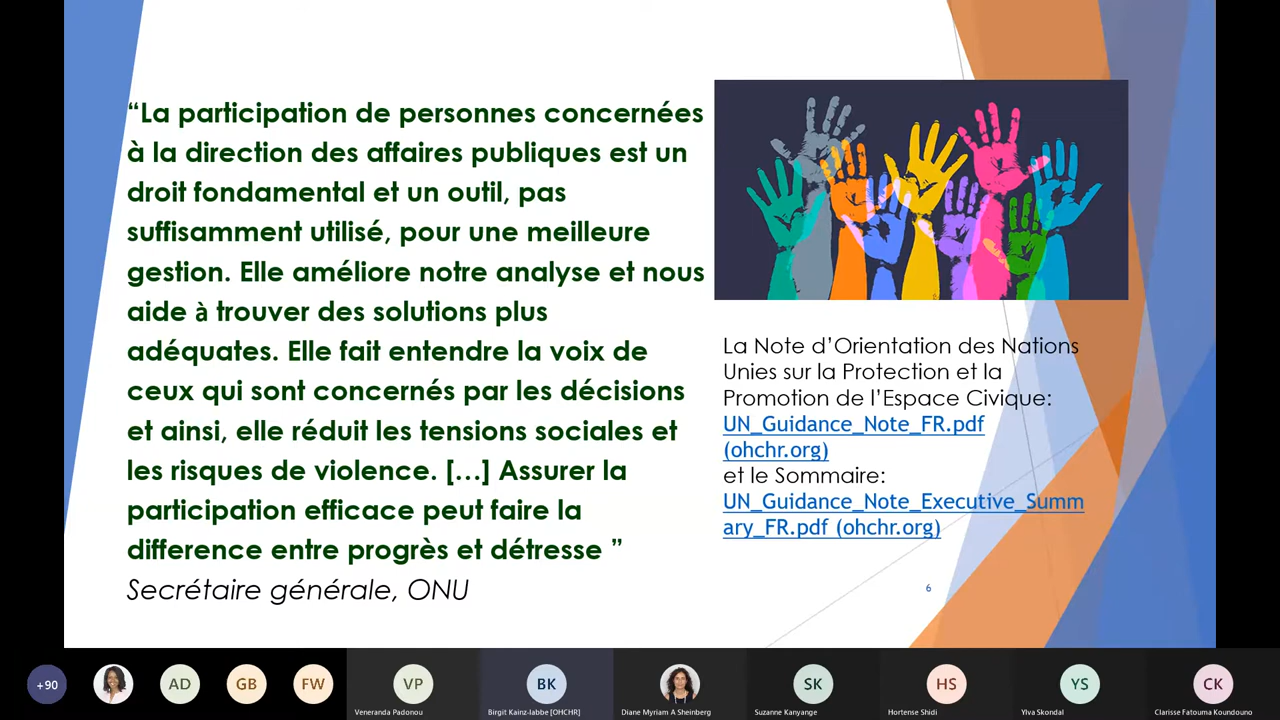 “La participation de personnes concernées
à la direction des affaires publiques est un
droit fondamental et un outil, pas
suffisamment utilisé, pour une meilleure
gestion. Elle améliore notre analyse et nous
aide à trouver des solutions plus
adéquates. Elle fait entendre la voix de
ceux qui sont concernés par les décisions
et ainsi, elle réduit les tensions sociales et
les risques de violence. […] Assurer la
participation efficace peut faire la
difference entre progrès et détresse ”
Secrétaire générale, ONU
La Note d’Orientation des Nations
Unies sur la Protection et la
Promotion de l’Espace Civique:
UN_Guidance_Note_FR.pdf
(ohchr.org)
et le Sommaire:
UN_Guidance_Note_Executive_Summ
ary_FR.pdf (ohchr.org)
6
+90
AD
GB
FW
VP
BK
SK
HS
YS
CK
Veneranda Padonou
Birgit Kainz-labbe [OHCHR]
Diane Myriam A Sheinberg
Suzanne Kanyange
Hortense Shidi
Ylva Skondal
Clarisse Fatouma Koundouno